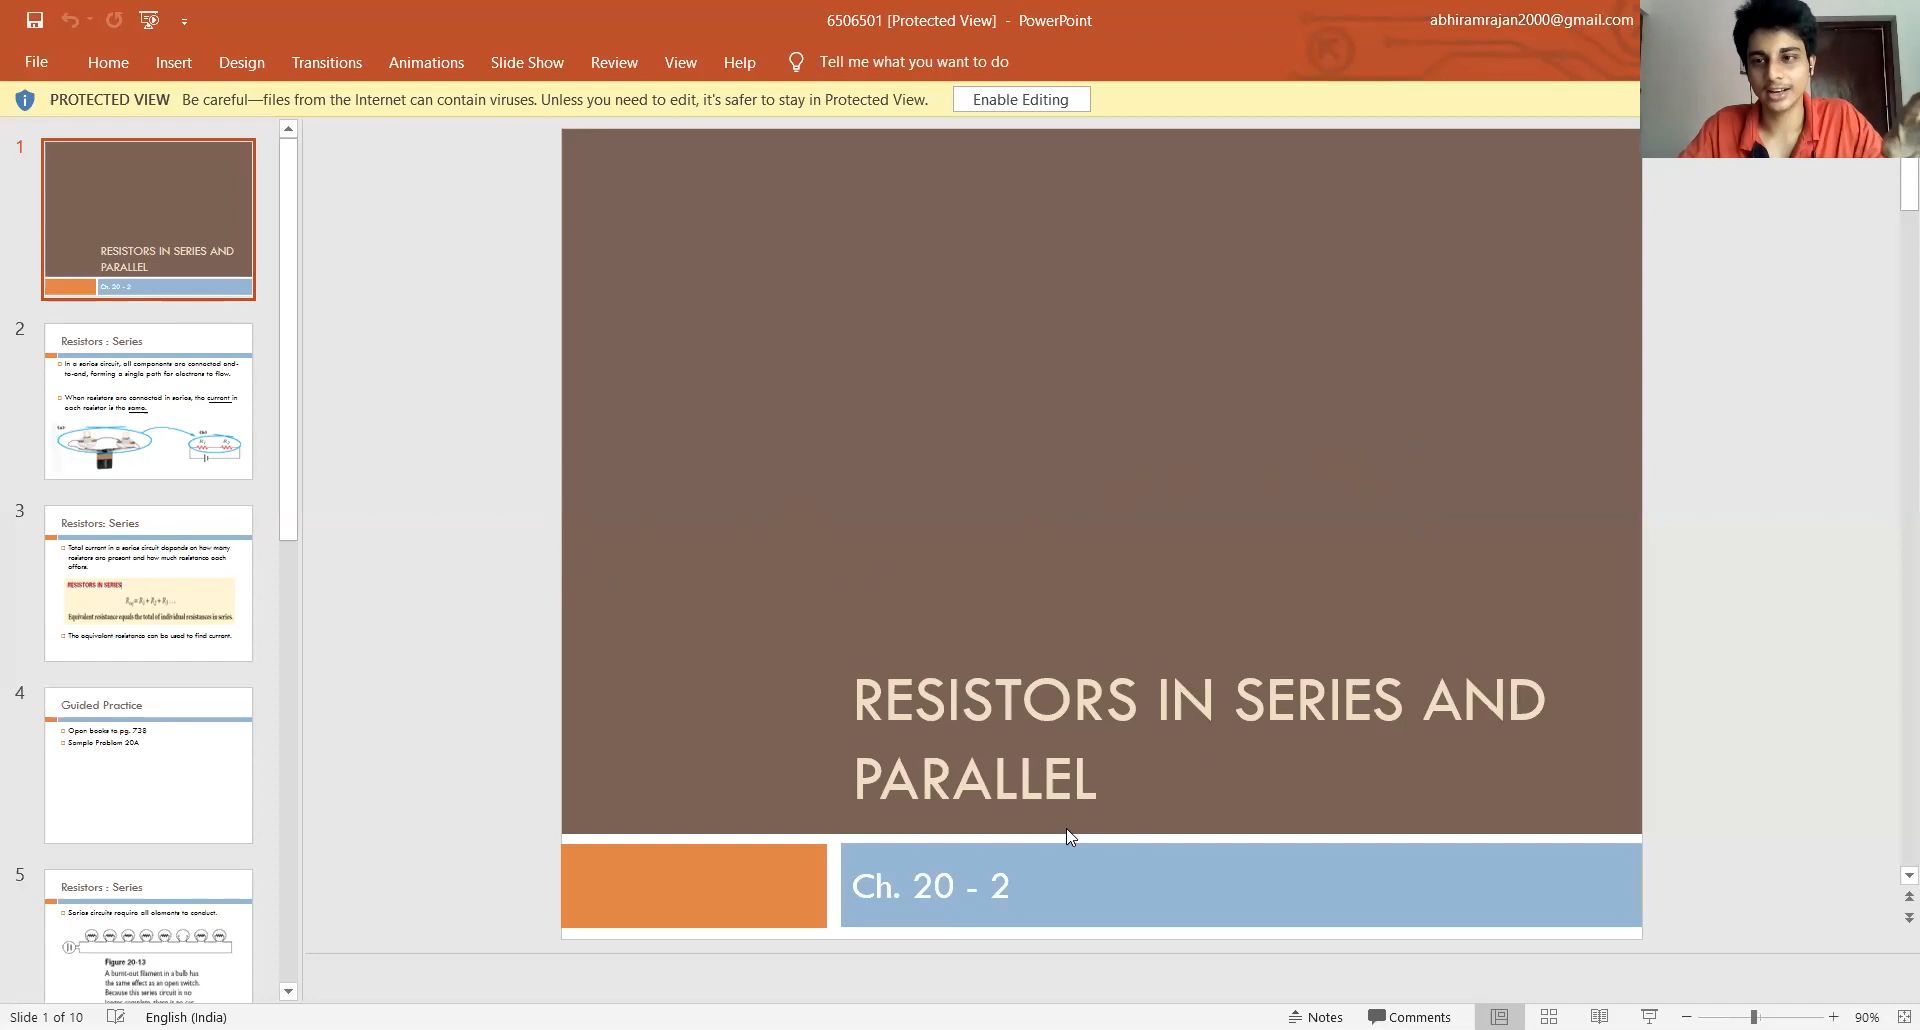 6506501 [Protected View] - PowerPoint
abhiramrajan2000@gmail.com
File Home Insert Design Transitions Animations Slide Show Review View Help Tell me what you want to do
PROTECTED VIEW Be careful—files from the Internet can contain viruses. Unless you need to edit, it's safer to stay in Protected View. Enable Editing
1
RESISTORS IN SERIES AND
PARALLEL
Ch. 20 - 2
2
Resistors : Series
In a series circuit, all components are connected end-
to-end, forming a single path for electrons to flow.
When resistors are connected in series, the current in
each resistor is the same.
3
Resistors: Series
Total current in a series circuit depends on how many
resistors are present and how much resistance each
offers.
RESISTORS IN SERIES
Req = R1 + R2 + R3 ...
Equivalent resistance equals the total of individual resistances in series.
The equivalent resistance can be used to find current.
4
Guided Practice
Open books to pg. 738
Sample Problem 20A
5
Resistors : Series
Series circuits require all elements to conduct.
Figure 20-13
A burnt-out filament in a bulb has
the same effect as an open switch.
Because this series circuit is no
RESISTORS IN SERIES AND
PARALLEL
Ch. 20 - 2
Slide 1 of 10 English (India) Notes Comments 90%